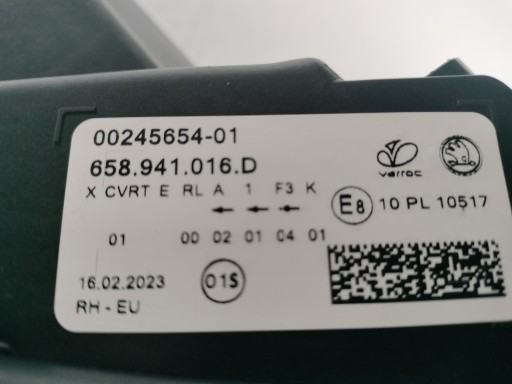 00245654-01
658.941.016.D
X CVRT E RL A 1 F3 K
01 00 02 01 04 01
16.02.2023
01S
RH - EU
varroc
E8 10 PL 10517